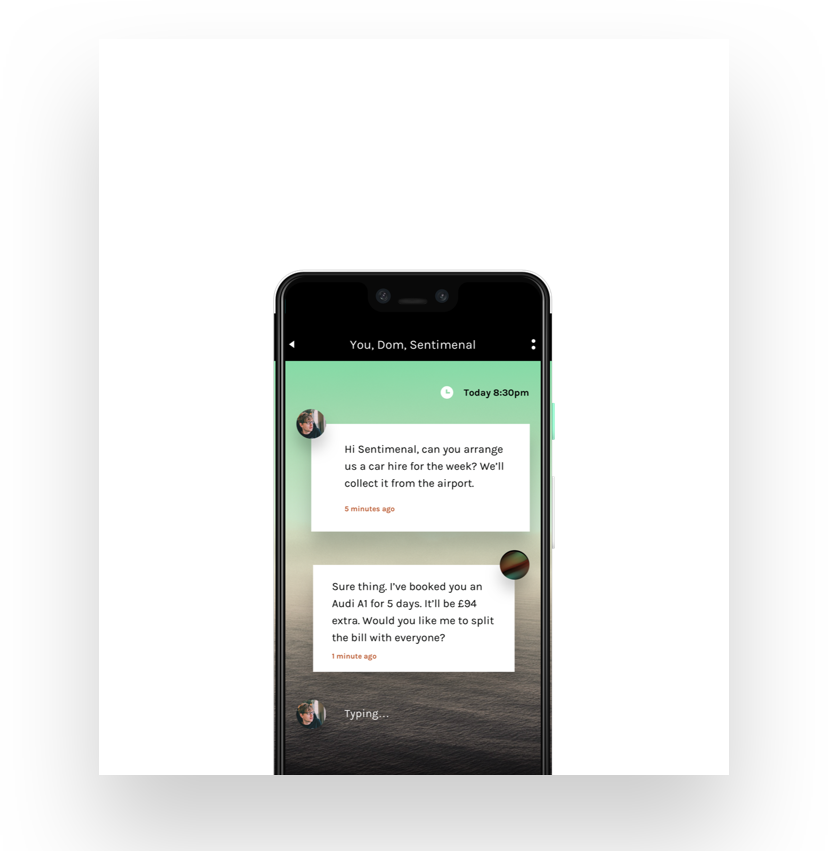 You, Dom, Sentimenal
Today 8:30pm
Hi Sentimenal, can you arrange
us a car hire for the week? We'll
collect it from the airport.
5 minutes ago
Sure thing. I've booked you an
Audi A1 for 5 days. It'll be £94
extra. Would you like me to split
the bill with everyone?
1 minute ago
Typing...